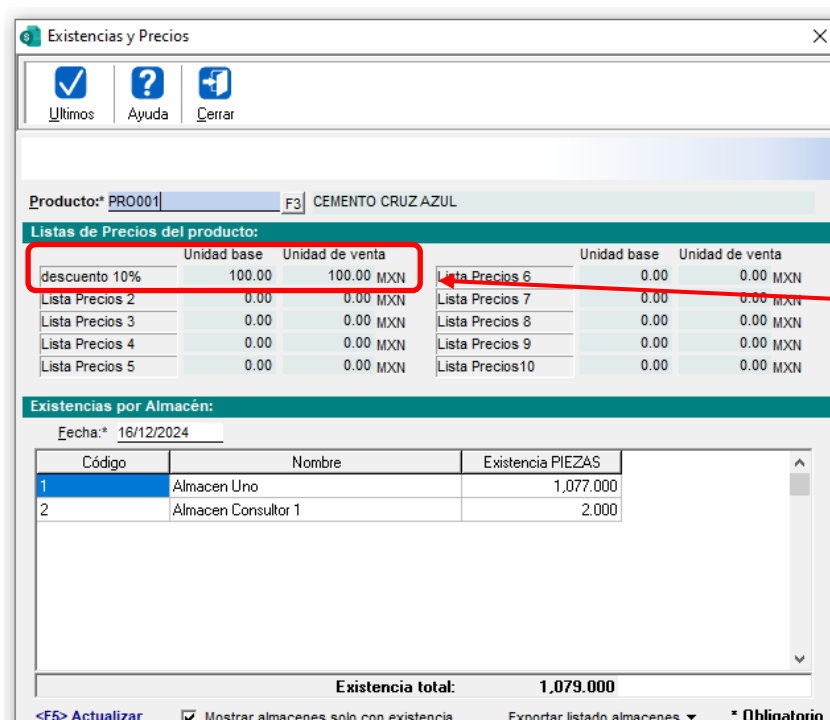 Existencias y Precios
Ultimos Ayuda Cerrar
Producto:* PRO001 F3 CEMENTO CRUZ AZUL
Listas de Precios del producto:
Unidad base Unidad de venta Unidad base Unidad de venta
descuento 10% 100.00 100.00 MXN Lista Precios 6 0.00 0.00 MXN
Lista Precios 2 0.00 0.00 MXN Lista Precios 7 0.00 0.00 MXN
Lista Precios 3 0.00 0.00 MXN Lista Precios 8 0.00 0.00 MXN
Lista Precios 4 0.00 0.00 MXN Lista Precios 9 0.00 0.00 MXN
Lista Precios 5 0.00 0.00 MXN Lista Precios10 0.00 0.00 MXN
Existencias por Almacén:
Fecha:* 16/12/2024
Código Nombre Existencia PIEZAS
1 Almacen Uno 1,077.000
2 Almacen Consultor 1 2.000
Existencia total: 1,079.000
<F5> Actualizar Mostrar almacenes solo con existencia Exportar listado almacenes * Obligatorio